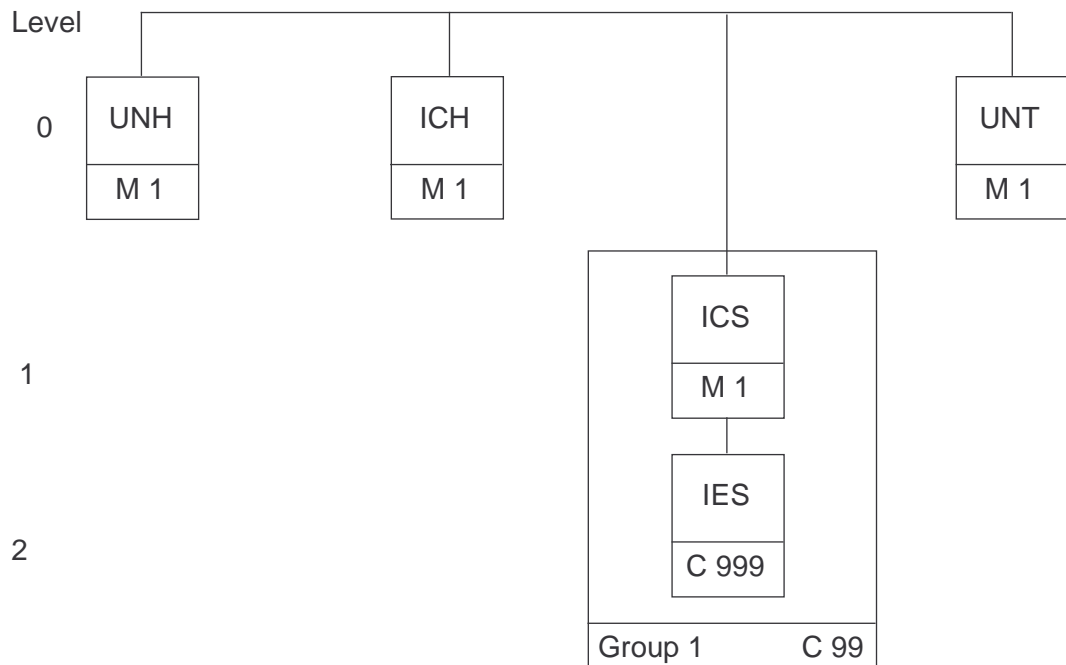 Level
0
UNH
M 1
ICH
M 1
UNT
M 1
1
ICS
M 1
2
IES
C 999
Group 1 C 99